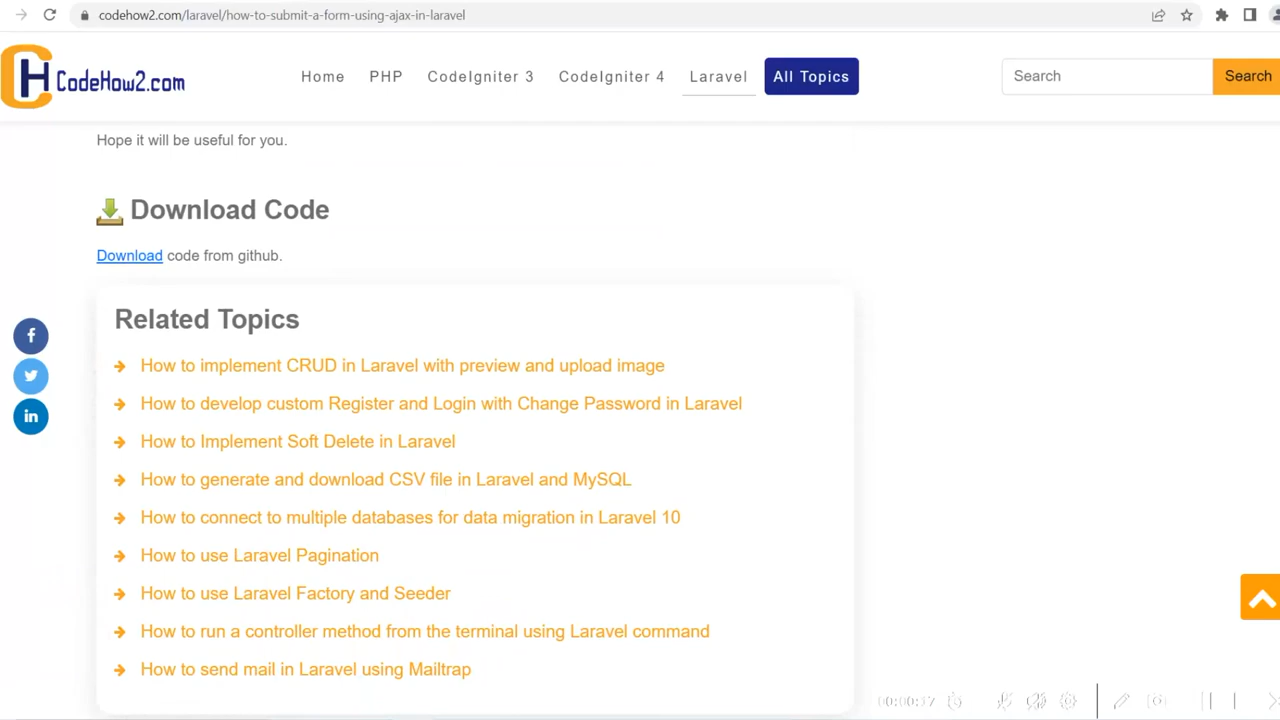 codehow2.com/laravel/how-to-submit-a-form-using-ajax-in-laravel
CH CodeHow2.com
Home PHP CodeIgniter 3 CodeIgniter 4 Laravel All Topics Search Search
Hope it will be useful for you.
Download Code
Download code from github.
Related Topics
How to implement CRUD in Laravel with preview and upload image
How to develop custom Register and Login with Change Password in Laravel
How to Implement Soft Delete in Laravel
How to generate and download CSV file in Laravel and MySQL
How to connect to multiple databases for data migration in Laravel 10
How to use Laravel Pagination
How to use Laravel Factory and Seeder
How to run a controller method from the terminal using Laravel command
How to send mail in Laravel using Mailtrap